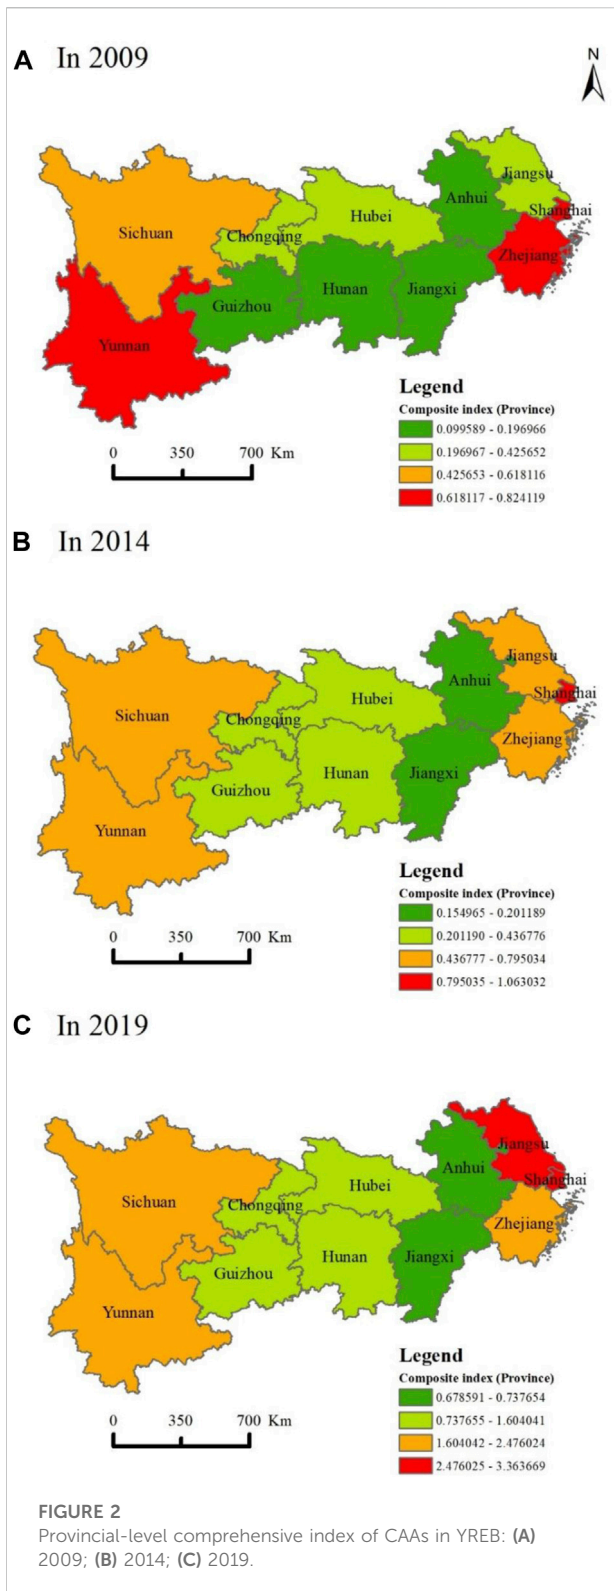 A In 2009
N
Jiangsu
Anhui
Shanghai
Hubei
Sichuan
Chongqing
Zhejiang
Hunan
Jiangxi
Guizhou
Yunnan
Legend
Composite index (Province)
0.099589 - 0.196966
0.196967 - 0.425652
0.425653 - 0.618116
0.618117 - 0.824119
0 350 700 Km
B In 2014
Jiangsu
Anhui
Shanghai
Hubei
Sichuan
Chongqing
Zhejiang
Hunan
Jiangxi
Guizhou
Yunnan
Legend
Composite index (Province)
0.154965 - 0.201189
0.201190 - 0.436776
0.436777 - 0.795034
0.795035 - 1.063032
0 350 700 Km
C In 2019
Jiangsu
Anhui
Shanghai
Hubei
Sichuan
Chongqing
Zhejiang
Hunan
Jiangxi
Guizhou
Yunnan
Legend
Composite index (Province)
0.678591 - 0.737654
0.737655 - 1.604041
1.604042 - 2.476024
2.476025 - 3.363669
0 350 700 Km
FIGURE 2
Provincial-level comprehensive index of CAAs in YREB: (A)
2009; (B) 2014; (C) 2019.